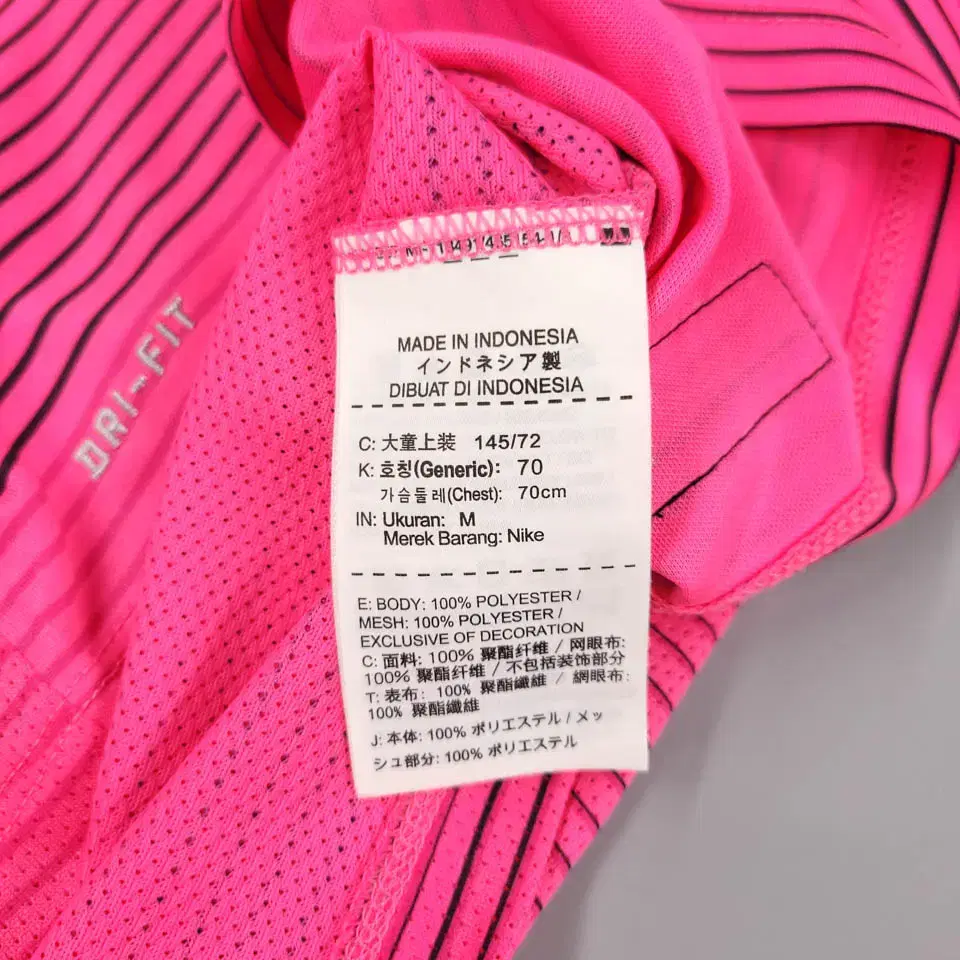 DRI-FIT
MADE IN INDONESIA
インドネシア製
DIBUAT DI INDONESIA
C: 大童上装 145/72
K: 호칭(Generic): 70
가슴둘레(Chest): 70cm
IN: Ukuran: M
Merek Barang: Nike
E: BODY: 100% POLYESTER /
MESH: 100% POLYESTER /
EXCLUSIVE OF DECORATION
C: 面料: 100% 聚酯纤维 / 网眼布:
100% 聚酯纤维 / 不包括装饰部分
T: 表布: 100% 聚酯纖維 / 網眼布:
100% 聚酯纖維
J: 本体: 100% ポリエステル / メッ
シュ部分: 100% ポリエステル